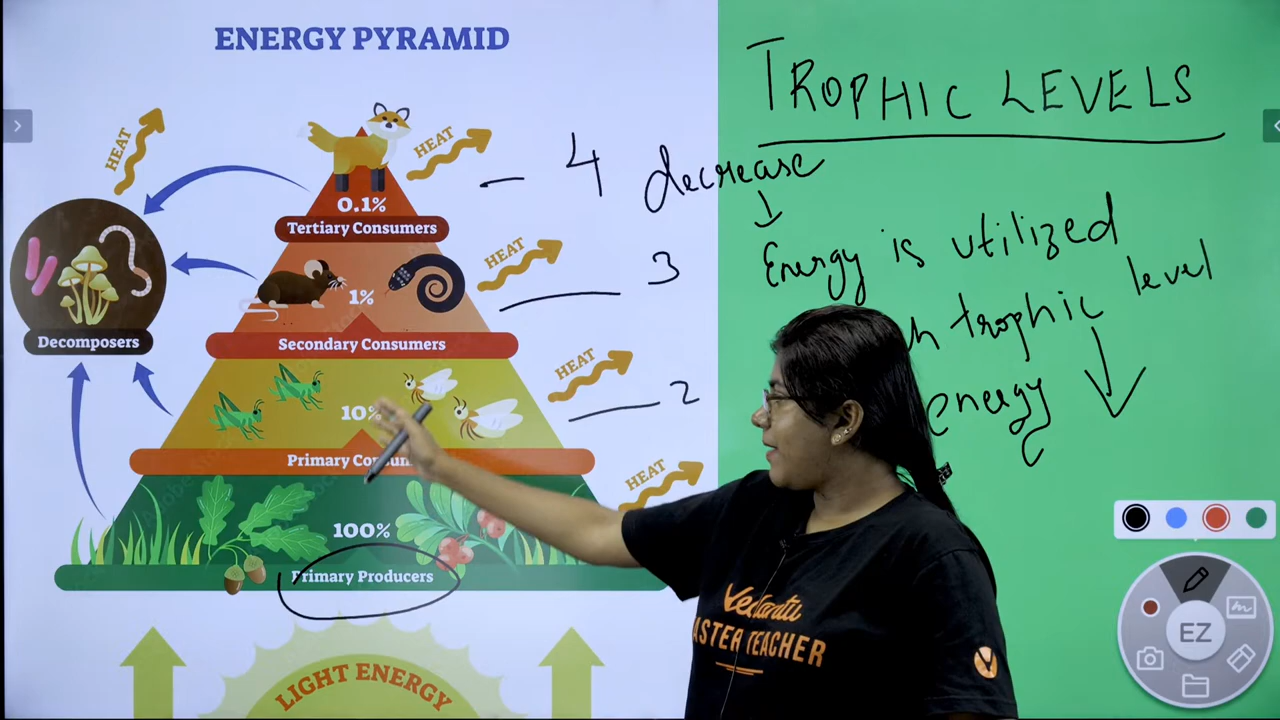 ENERGY PYRAMID
TROPHIC LEVELS
HEAT
HEAT
4
decrease
0.1%
Tertiary Consumers
Energy is utilized
HEAT
3
level
1%
trophic
Decomposers
Secondary Consumers
HEAT
2
10%
energy
Primary
HEAT
100%
Primary Producers
Vedantu
ASTER TEACHER
V
EZ
LIGHT ENERGY